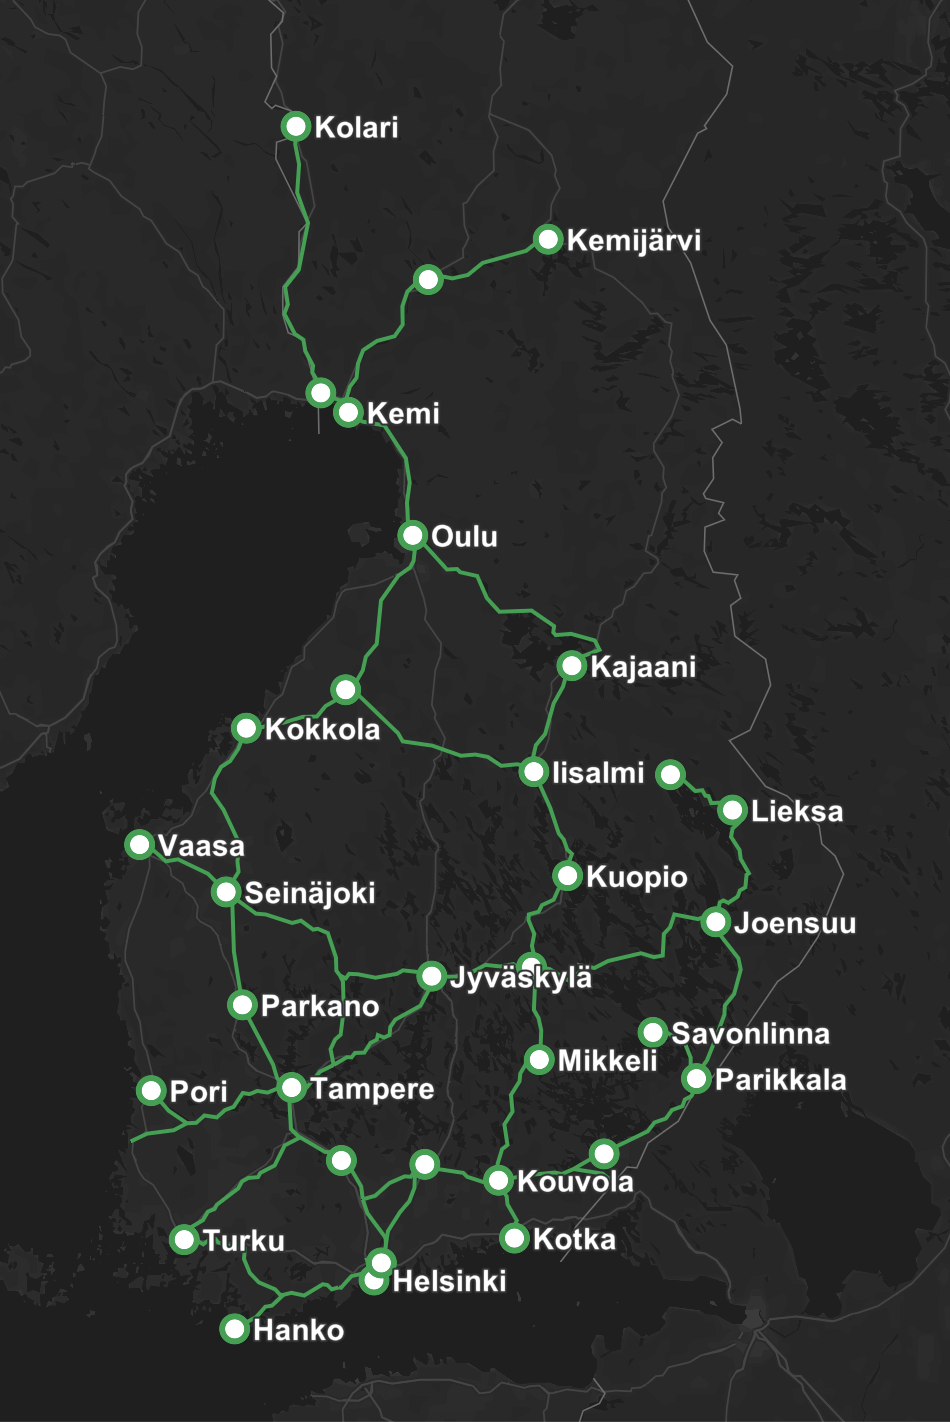 Kolari
Kemijärvi
Kemi
Oulu
Kajaani
Kokkola
Iisalmi
Lieksa
Vaasa
Kuopio
Seinäjoki
Joensuu
Jyväskylä
Parkano
Savonlinna
Mikkeli
Parikkala
Pori
Tampere
Kouvola
Turku
Kotka
Helsinki
Hanko